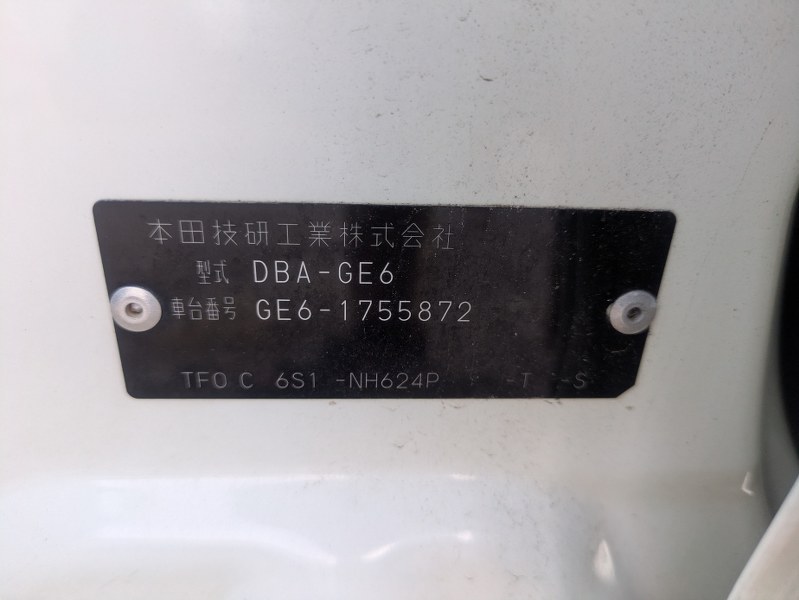 本田技研工業株式会社
型式 DBA-GE6
車台番号 GE6-1755872
TF0 C 6S1 -NH624P -T -S